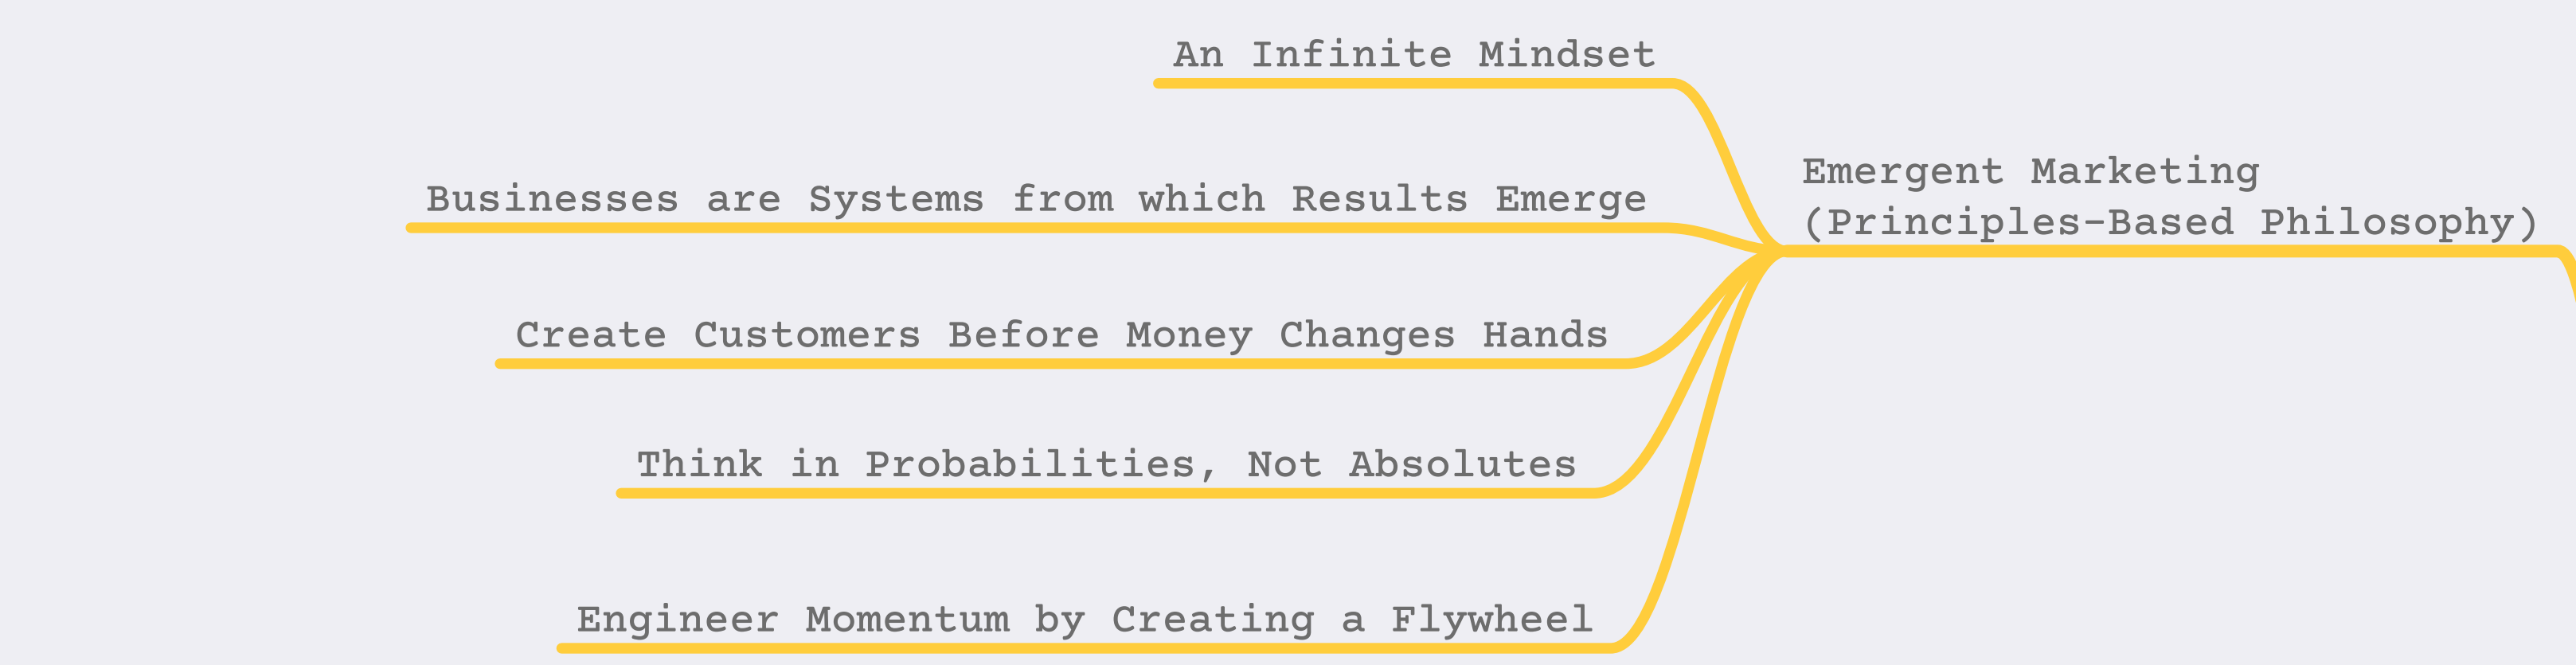 An Infinite Mindset
Businesses are Systems from which Results Emerge
Create Customers Before Money Changes Hands
Think in Probabilities, Not Absolutes
Engineer Momentum by Creating a Flywheel
Emergent Marketing
(Principles-Based Philosophy)